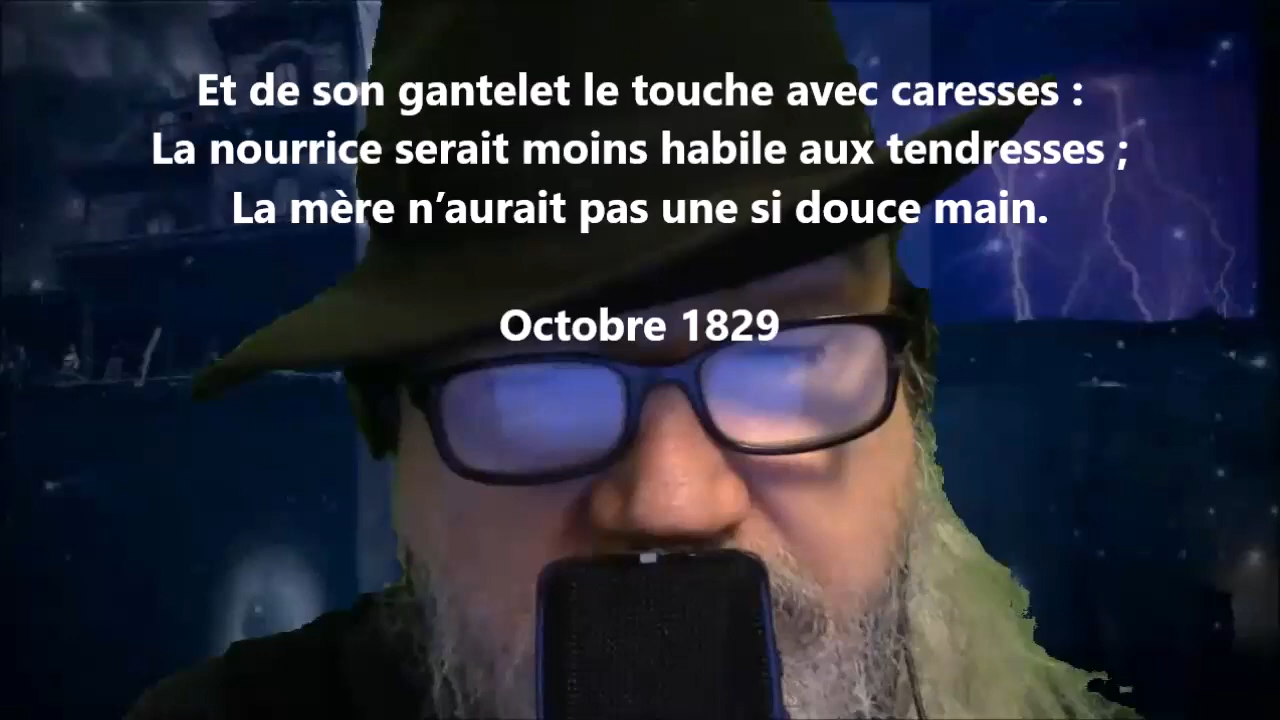 Et de son gantelet le touche avec caresses :
La nourrice serait moins habile aux tendresses ;
La mère n’aurait pas une si douce main.
Octobre 1829